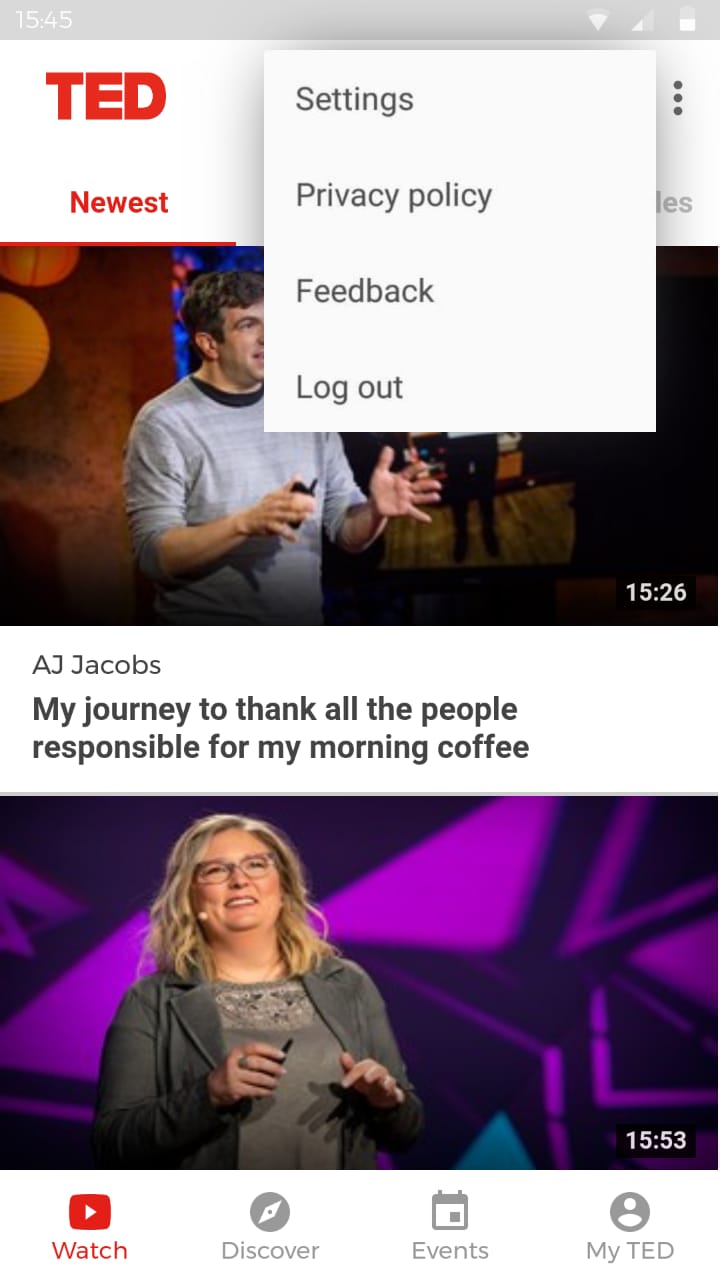 15:45
TED
Settings
Privacy policy
Feedback
Log out
Newest
15:26
AJ Jacobs
My journey to thank all the people
responsible for my morning coffee
15:53
Watch
Discover
Events
My TED